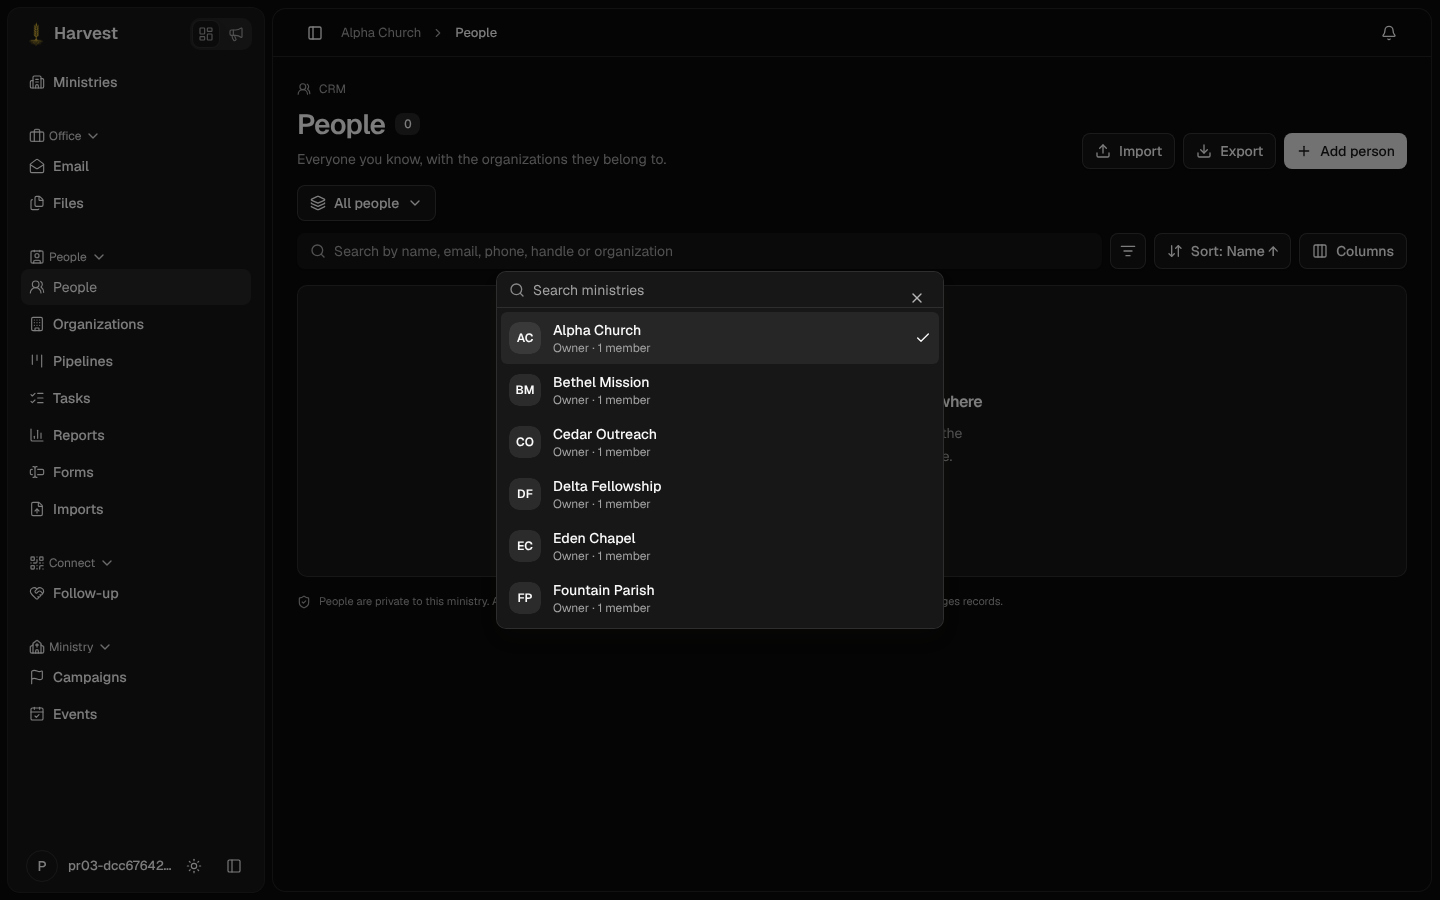 Harvest
Alpha Church
People
Ministries
Office
Email
Files
People
People
Organizations
Pipelines
Tasks
Reports
Forms
Imports
Connect
Follow-up
Ministry
Campaigns
Events
P
pr03-dcc67642...
CRM
People 0
Everyone you know, with the organizations they belong to.
Import
Export
Add person
All people
Search by name, email, phone, handle or organization
Sort: Name ↑
Columns
Search ministries
AC
Alpha Church
Owner · 1 member
BM
Bethel Mission
Owner · 1 member
CO
Cedar Outreach
Owner · 1 member
DF
Delta Fellowship
Owner · 1 member
EC
Eden Chapel
Owner · 1 member
FP
Fountain Parish
Owner · 1 member
the
People are private to this ministry.
records.